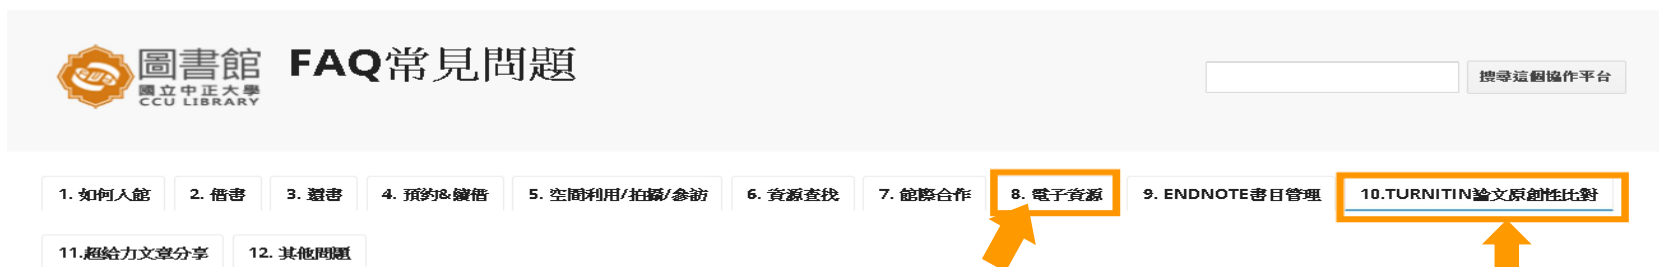 圖書館
國立中正大學
CCU LIBRARY
FAQ常見問題
搜尋這個協作平台
1. 如何入館
2. 借書
3. 還書
4. 預約&續借
5. 空間利用/拍攝/參訪
6. 資源查找
7. 館際合作
8. 電子資源
9. ENDNOTE書目管理
10.TURNITIN論文原創性比對
11.超給力文章分享
12. 其他問題